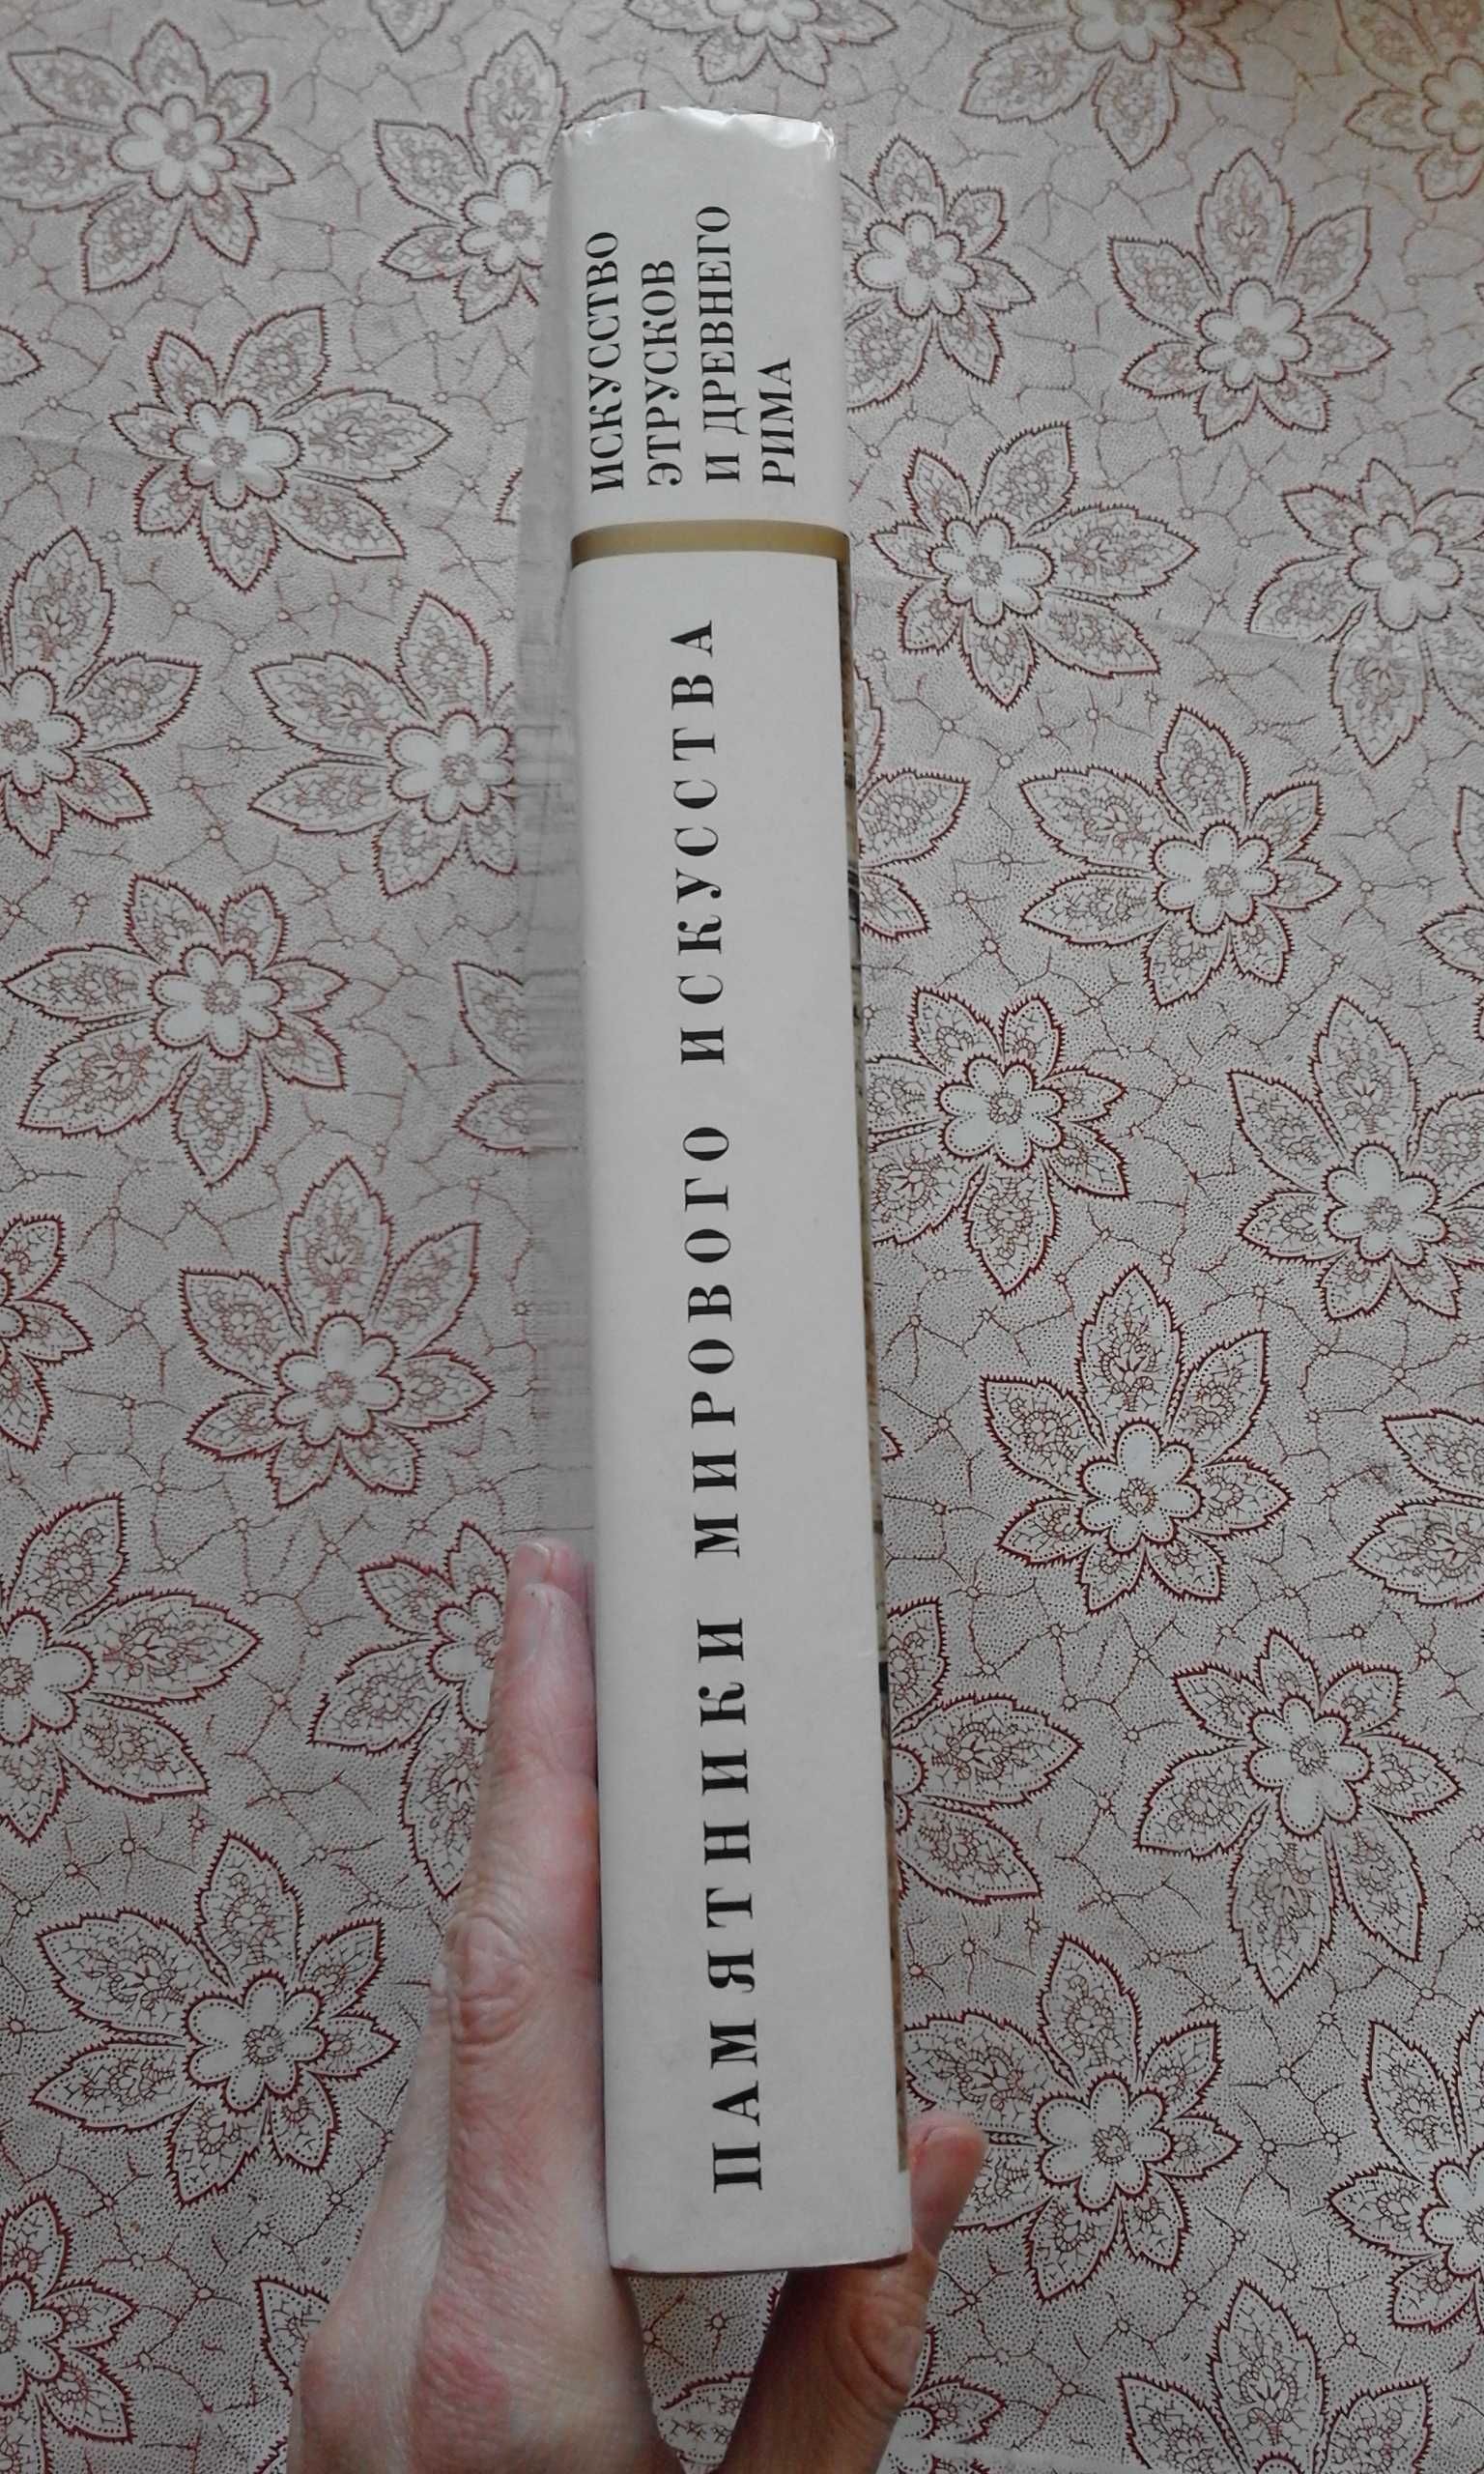 ИСКУССТВО
ЭТРУСКОВ
И ДРЕВНЕГО
РИМА
ПАМЯТНИКИ МИРОВОГО ИСКУССТВА